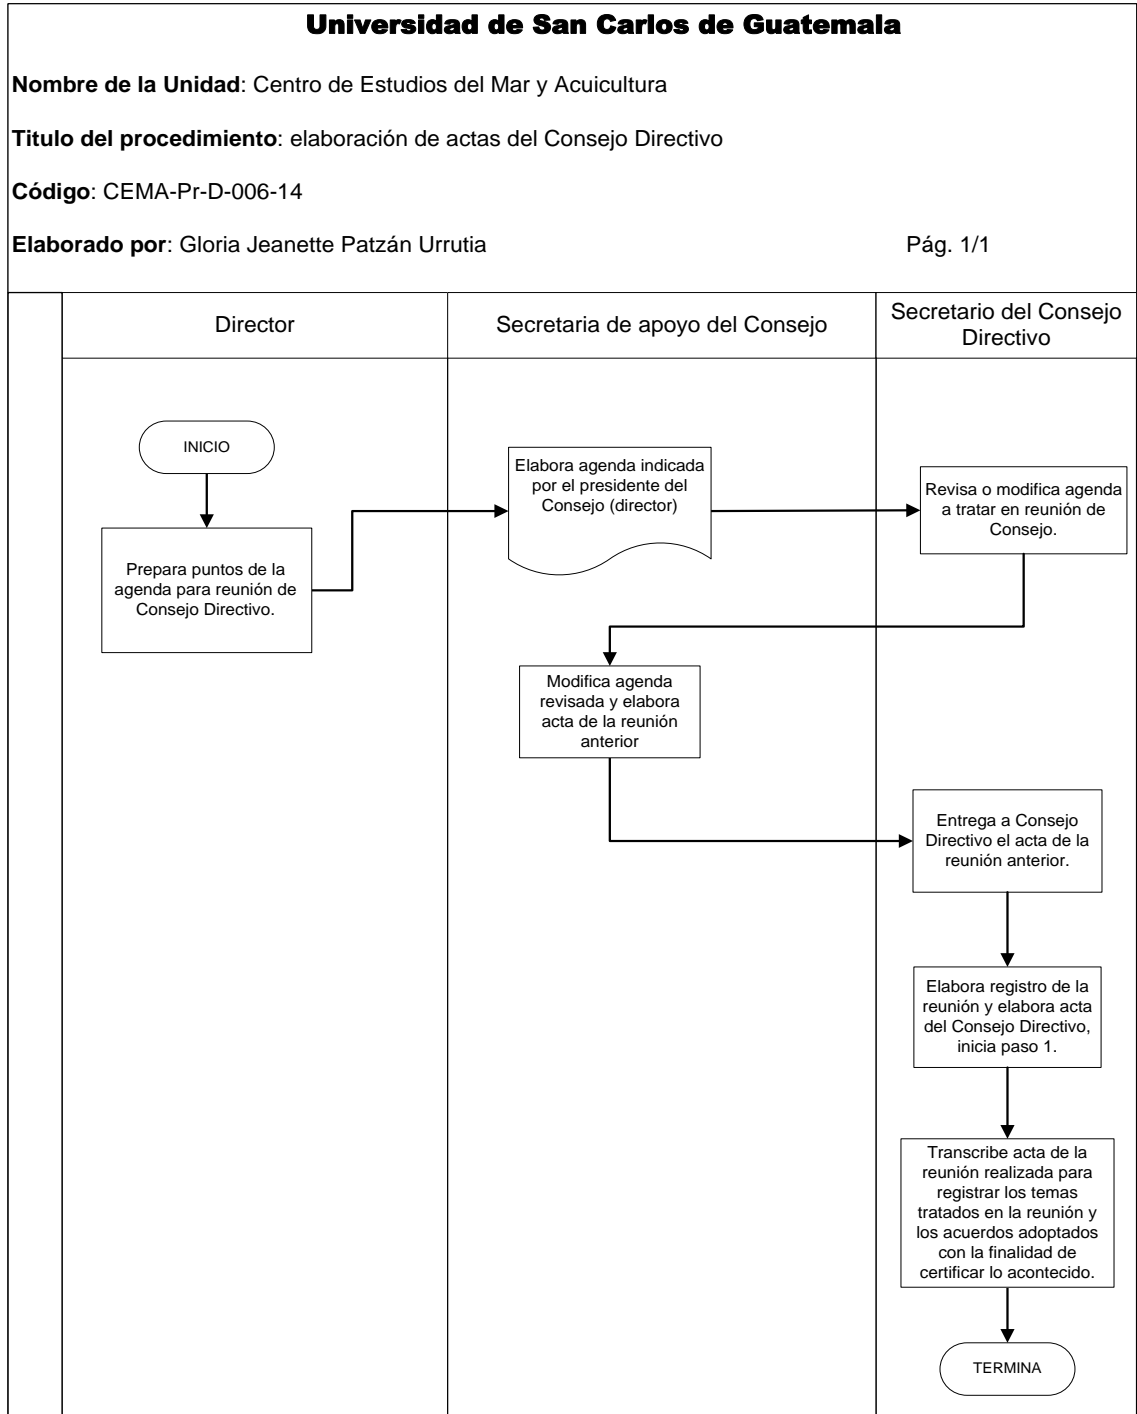 Universidad de San Carlos de Guatemala
Nombre de la Unidad: Centro de Estudios del Mar y Acuicultura
Titulo del procedimiento: elaboración de actas del Consejo Directivo
Código: CEMA-Pr-D-006-14
Elaborado por: Gloria Jeanette Patzán Urrutia Pág. 1/1
Director
Secretaria de apoyo del Consejo
Secretario del Consejo
Directivo
INICIO
Prepara puntos de la
agenda para reunión de
Consejo Directivo.
Elabora agenda indicada
por el presidente del
Consejo (director)
Revisa o modifica agenda
a tratar en reunión de
Consejo.
Modifica agenda
revisada y elabora
acta de la reunión
anterior
Entrega a Consejo
Directivo el acta de la
reunión anterior.
Elabora registro de la
reunión y elabora acta
del Consejo Directivo,
inicia paso 1.
Transcribe acta de la
reunión realizada para
registrar los temas
tratados en la reunión y
los acuerdos adoptados
con la finalidad de
certificar lo acontecido.
TERMINA